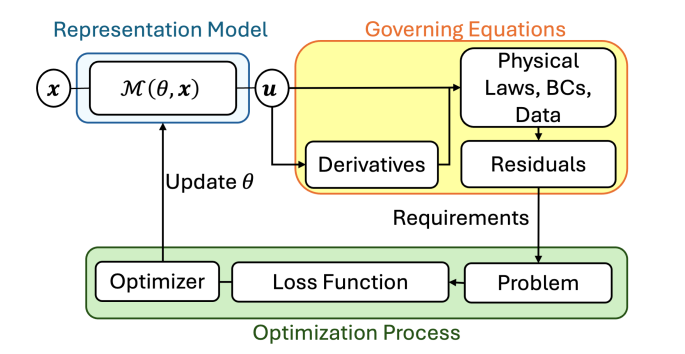 Representation Model
Governing Equations
x
ℳ(θ, x)
u
Physical
Laws, BCs,
Data
Derivatives
Residuals
Update θ
Requirements
Optimizer
Loss Function
Problem
Optimization Process